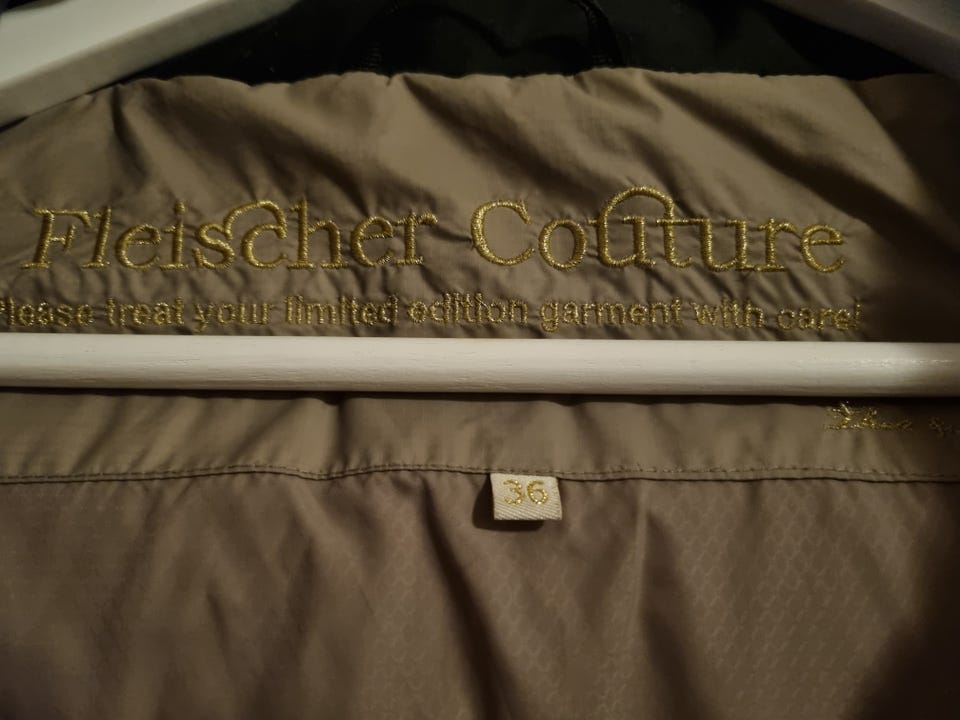 Fleischer Couture
Please treat your limited edition garment with care!
36